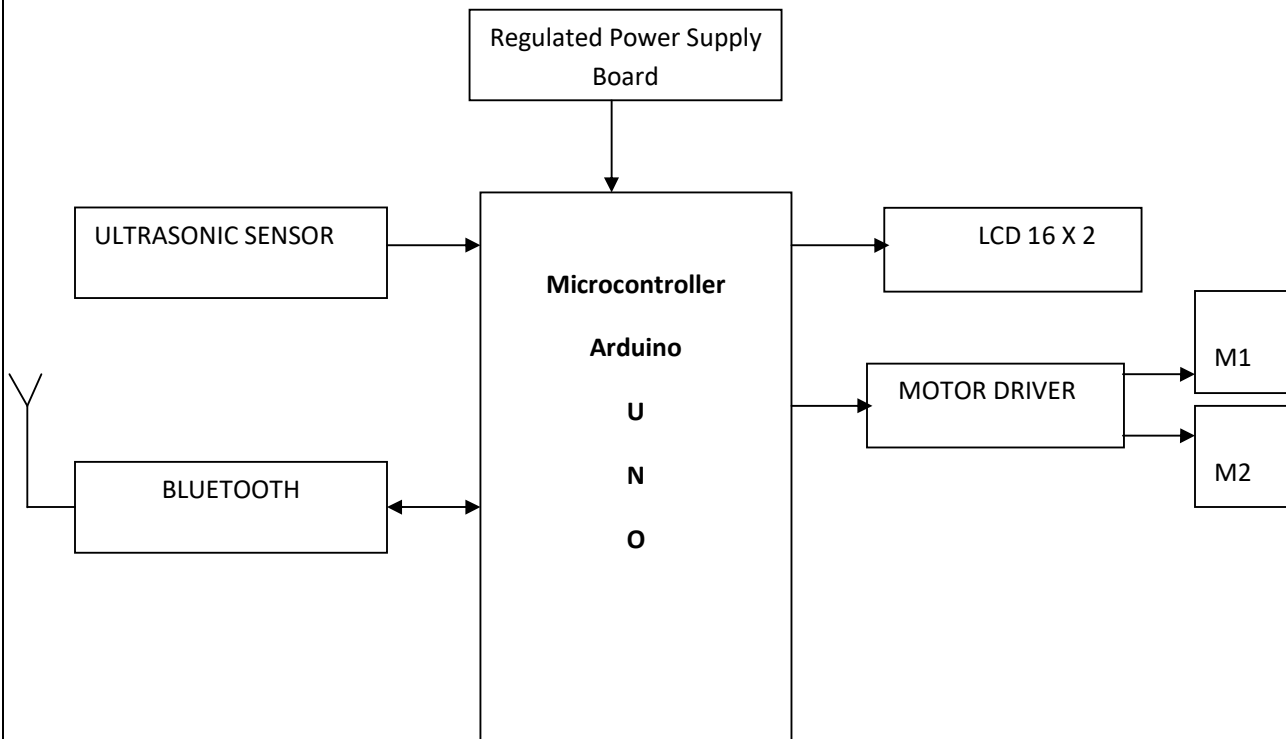 Regulated Power Supply
Board
ULTRASONIC SENSOR
LCD 16 X 2
Microcontroller
Arduino
U
N
O
M1
MOTOR DRIVER
M2
BLUETOOTH